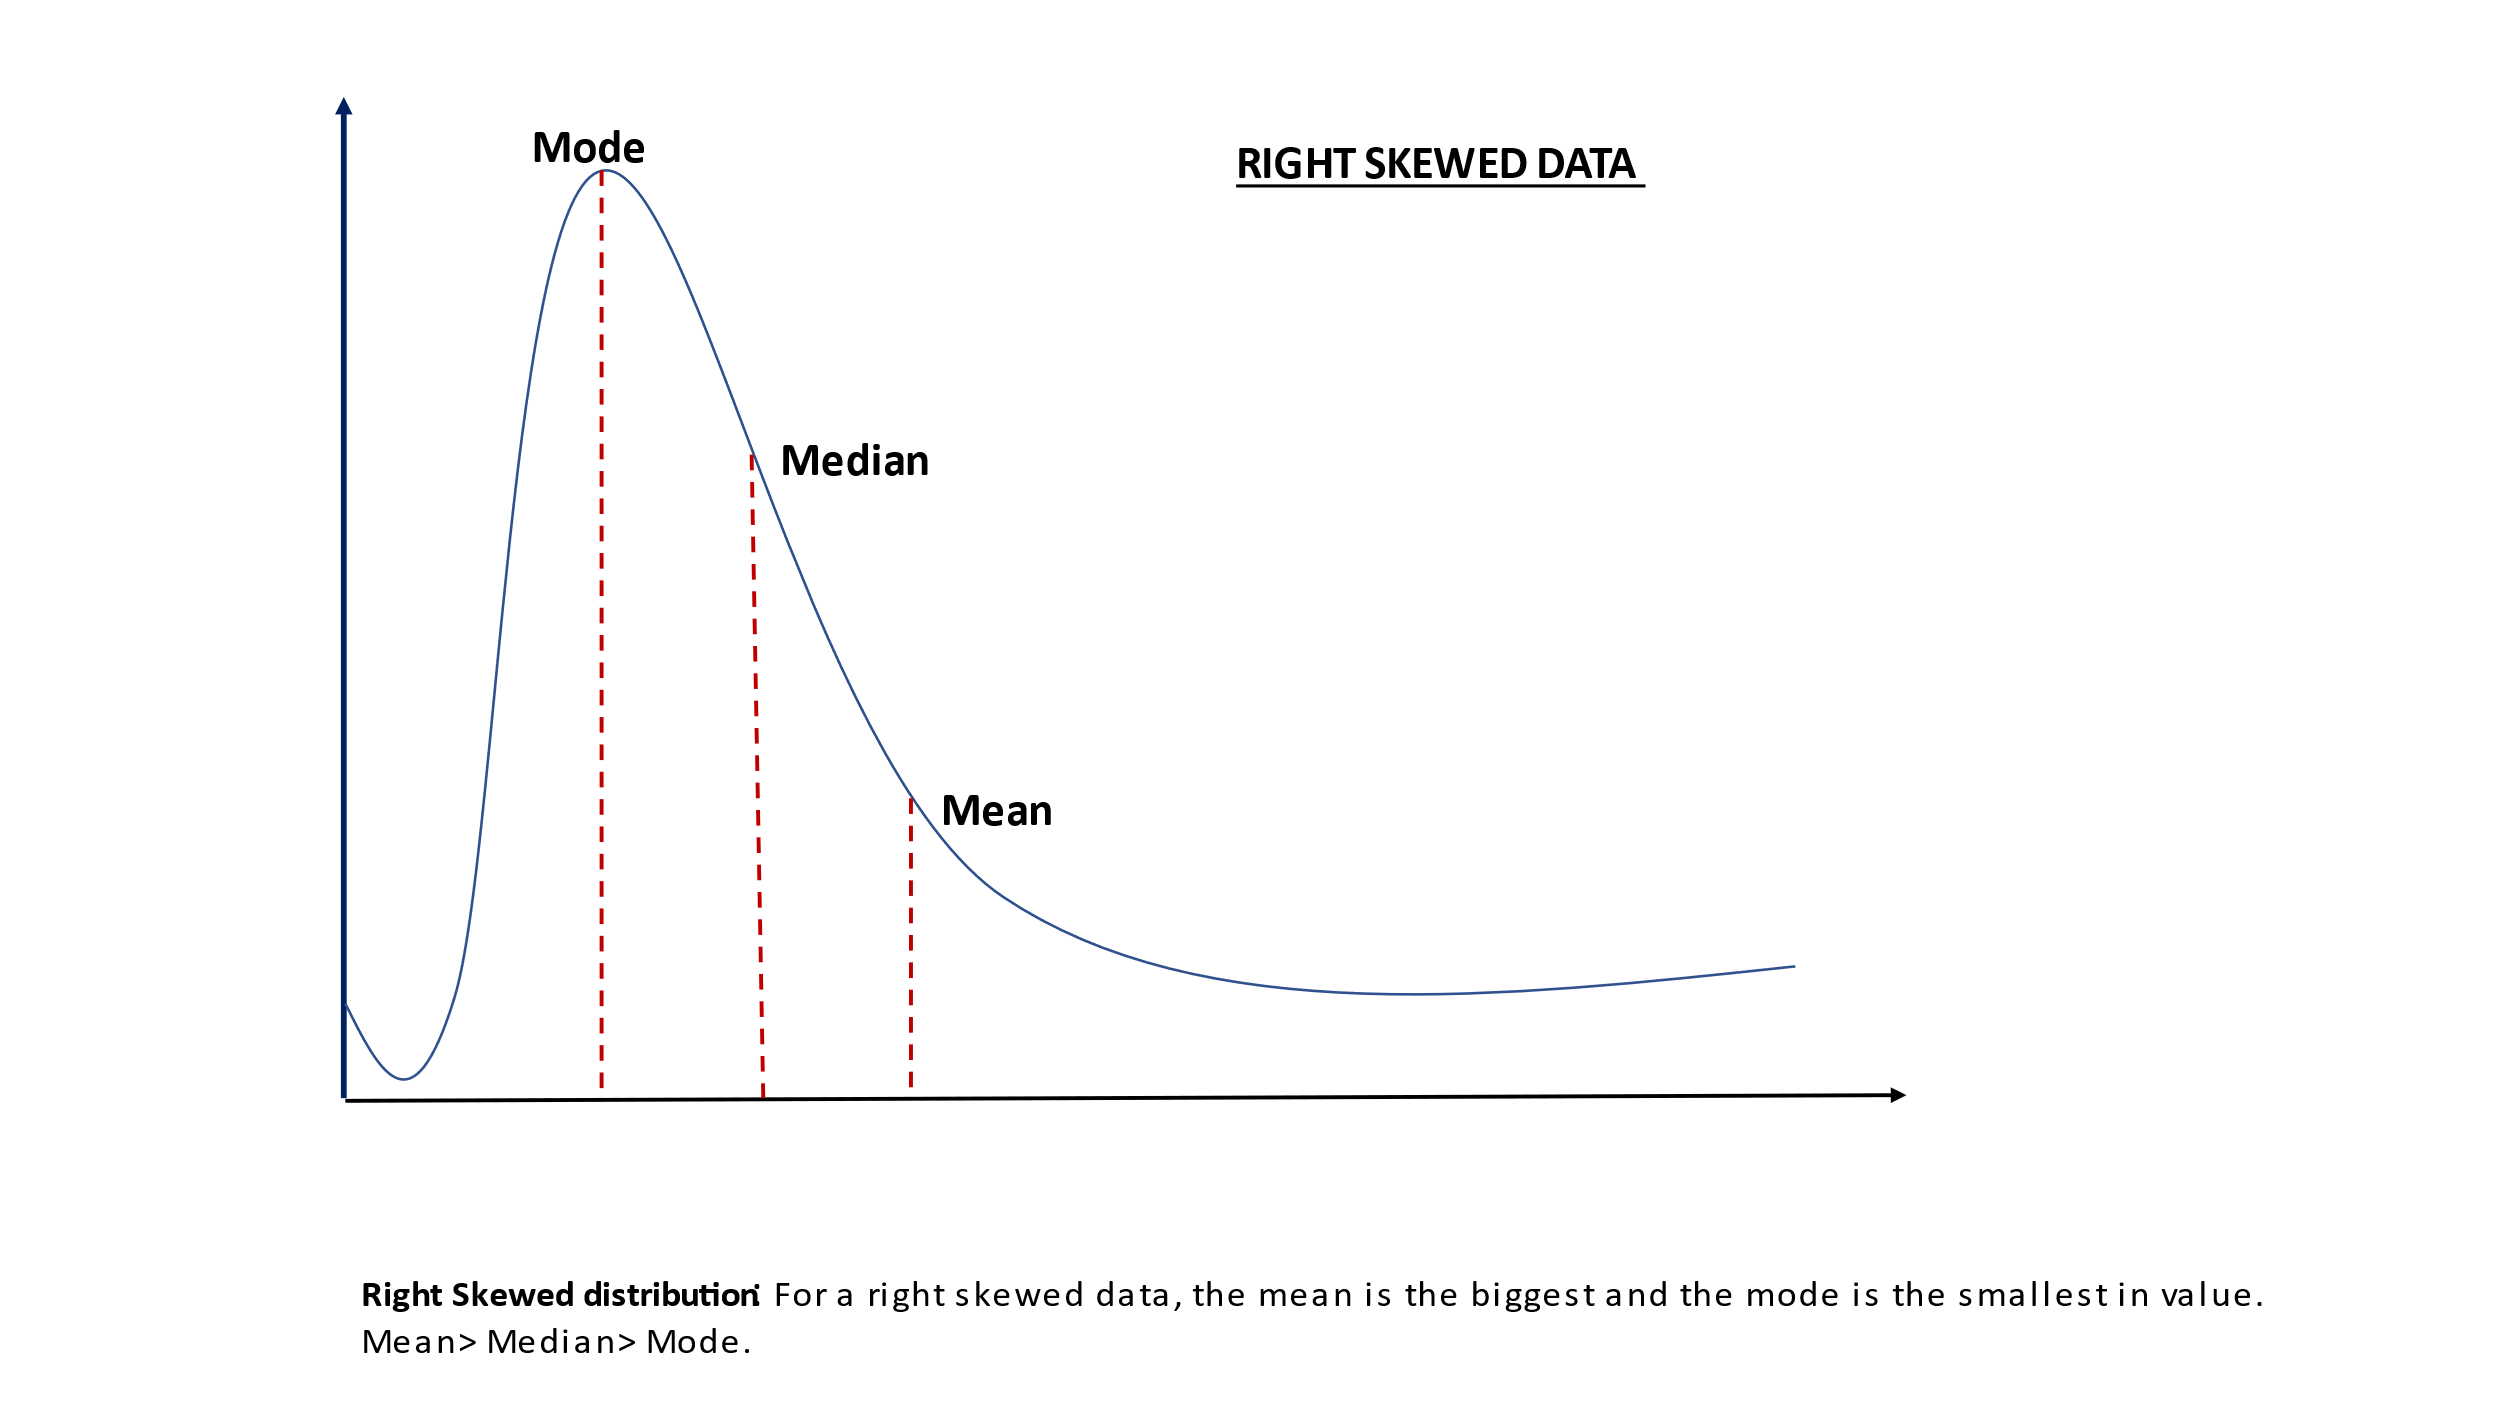 Mode
RIGHT SKEWED DATA
Median
Mean
Right Skewed distribution: For a right skewed data, the mean is the biggest and the mode is the smallest in value.
Mean> Median> Mode.